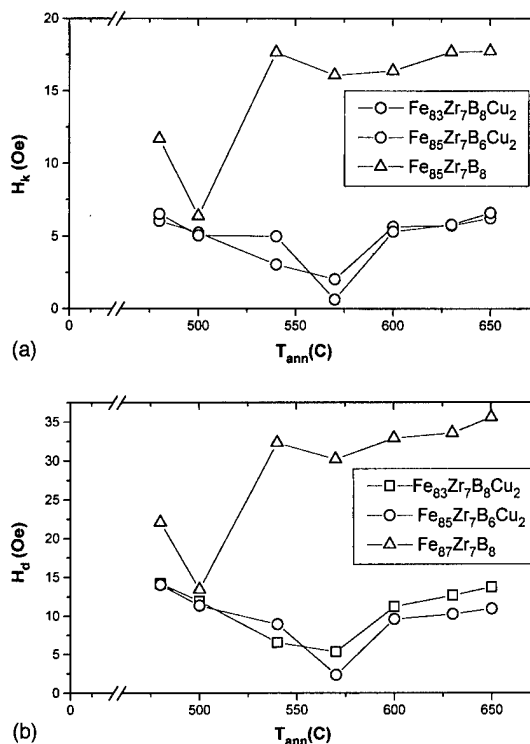 20
15
10
5
0
H_k (Oe)
Fe₈₃Zr₇B₈Cu₂
Fe₈₅Zr₇B₆Cu₂
Fe₈₅Zr₇B₈
0 500 550 600 650
(a)
T_ann(C)
35
30
25
20
15
10
5
0
H_d (Oe)
Fe₈₃Zr₇B₈Cu₂
Fe₈₅Zr₇B₆Cu₂
Fe₈₇Zr₇B₈
0 500 550 600 650
(b)
T_ann(C)